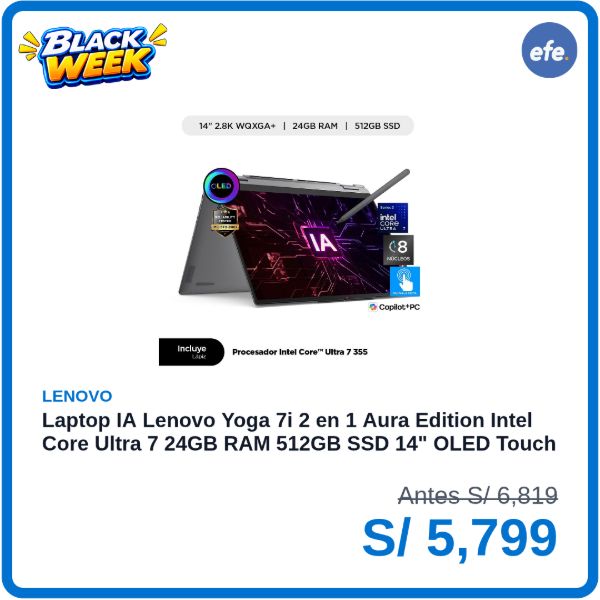 BLACK
WEEK
efe.
14" 2.8K WQXGA+ | 24GB RAM | 512GB SSD
OLED
IA
intel
CORE
ULTRA 7
8
NÚCLEOS
Copilot+PC
Incluye
Lápiz
Procesador Intel Core™ Ultra 7 355
LENOVO
Laptop IA Lenovo Yoga 7i 2 en 1 Aura Edition Intel
Core Ultra 7 24GB RAM 512GB SSD 14" OLED Touch
Antes S/ 6,819
S/ 5,799